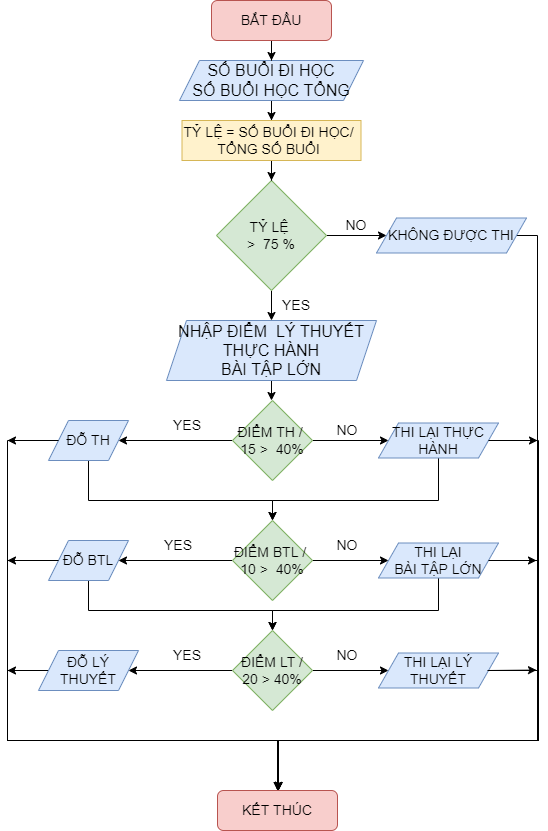 BẮT ĐẦU
SỐ BUỔI ĐI HỌC
SỐ BUỔI HỌC TỔNG
TỶ LỆ = SỐ BUỔI ĐI HỌC/
TỔNG SỐ BUỔI
TỶ LỆ
> 75 %
NO
KHÔNG ĐƯỢC THI
YES
NHẬP ĐIỂM LÝ THUYẾT
THỰC HÀNH
BÀI TẬP LỚN
ĐỖ TH
YES
ĐIỂM TH /
15 > 40%
NO
THI LẠI THỰC
HÀNH
ĐỖ BTL
YES
ĐIỂM BTL /
10 > 40%
NO
THI LẠI
BÀI TẬP LỚN
ĐỖ LÝ
THUYẾT
YES
ĐIỂM LT /
20 > 40%
NO
THI LẠI LÝ
THUYẾT
KẾT THÚC